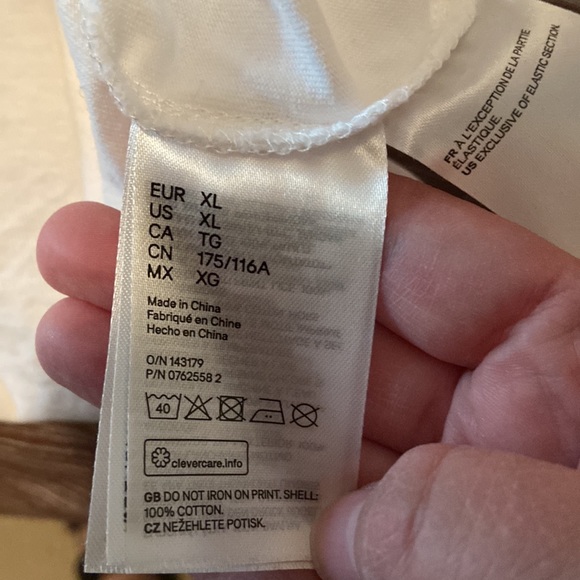 FR À L'EXCEPTION DE LA PARTIE
ÉLASTIQUE.
US EXCLUSIVE OF ELASTIC SECTION
EUR XL
US XL
CA TG
CN 175/116A
MX XG
Made in China
Fabriqué en Chine
Hecho en China
O/N 143179
P/N 0762558 2
40
clevercare.info
GB DO NOT IRON ON PRINT. SHELL:
100% COTTON.
CZ NEŽEHLETE POTISK.